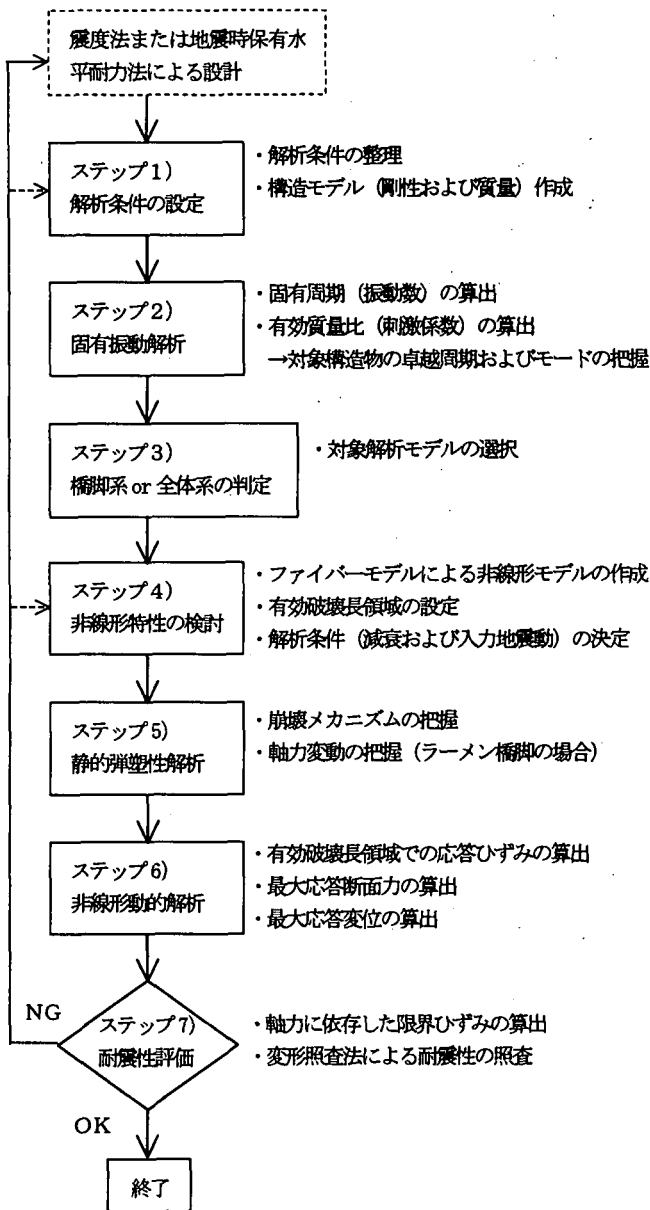 震度法または地震時保有水
平耐力法による設計
ステップ1)
解析条件の設定
・解析条件の整理
・構造モデル（剛性および質量）作成
ステップ2)
固有振動解析
・固有周期（振動数）の算出
・有効質量比（刺激係数）の算出
→対象構造物の卓越周期およびモードの把握
ステップ3)
橋脚系 or 全体系の判定
・対象解析モデルの選択
ステップ4)
非線形特性の検討
・ファイバーモデルによる非線形モデルの作成
・有効破壊長領域の設定
・解析条件（減衰および入力地震動）の決定
ステップ5)
静的弾塑性解析
・崩壊メカニズムの把握
・軸力変動の把握（ラーメン橋脚の場合）
ステップ6)
非線形動的解析
・有効破壊長領域での応答ひずみの算出
・最大応答断面力の算出
・最大応答変位の算出
NG
ステップ7)
耐震性評価
・軸力に依存した限界ひずみの算出
・変形照査法による耐震性の照査
OK
終了